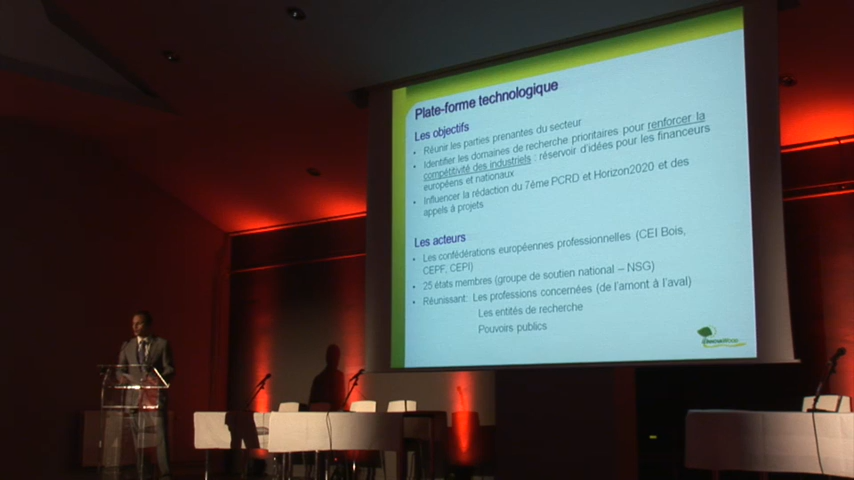 Plate-forme technologique
Les objectifs
• Réunir les parties prenantes du secteur
• Identifier les domaines de recherche prioritaires pour renforcer la
compétitivité des industriels : réservoir d'idées pour les financeurs
européens et nationaux
• Influencer la rédaction du 7ème PCRD et Horizon2020 et des
appels à projets
Les acteurs
• Les confédérations européennes professionnelles (CEI Bois,
CEPF, CEPI)
• 25 états membres (groupe de soutien national – NSG)
• Réunissant: Les professions concernées (de l'amont à l'aval)
Les entités de recherche
Pouvoirs publics